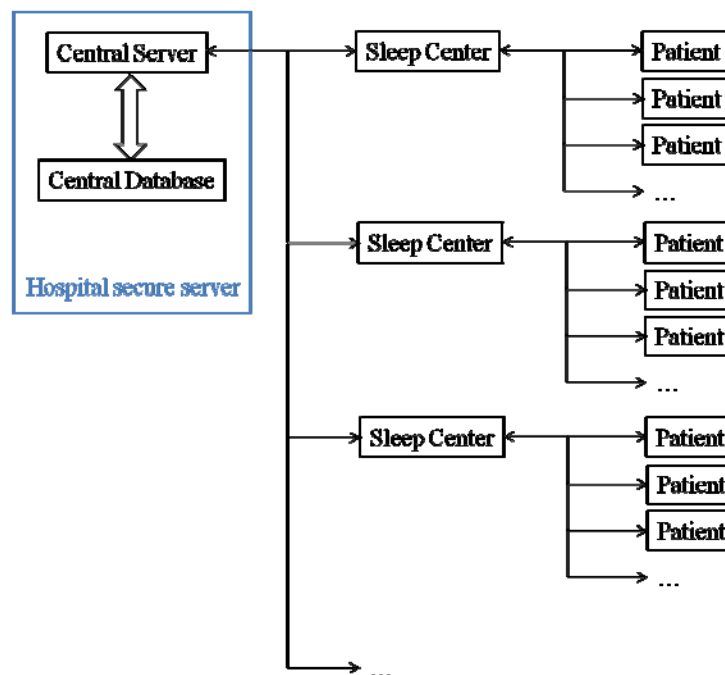 Central Server
Sleep Center
Patient
Patient
Patient
...
Central Database
Hospital secure server
Sleep Center
Patient
Patient
Patient
...
Sleep Center
Patient
Patient
Patient
...
...